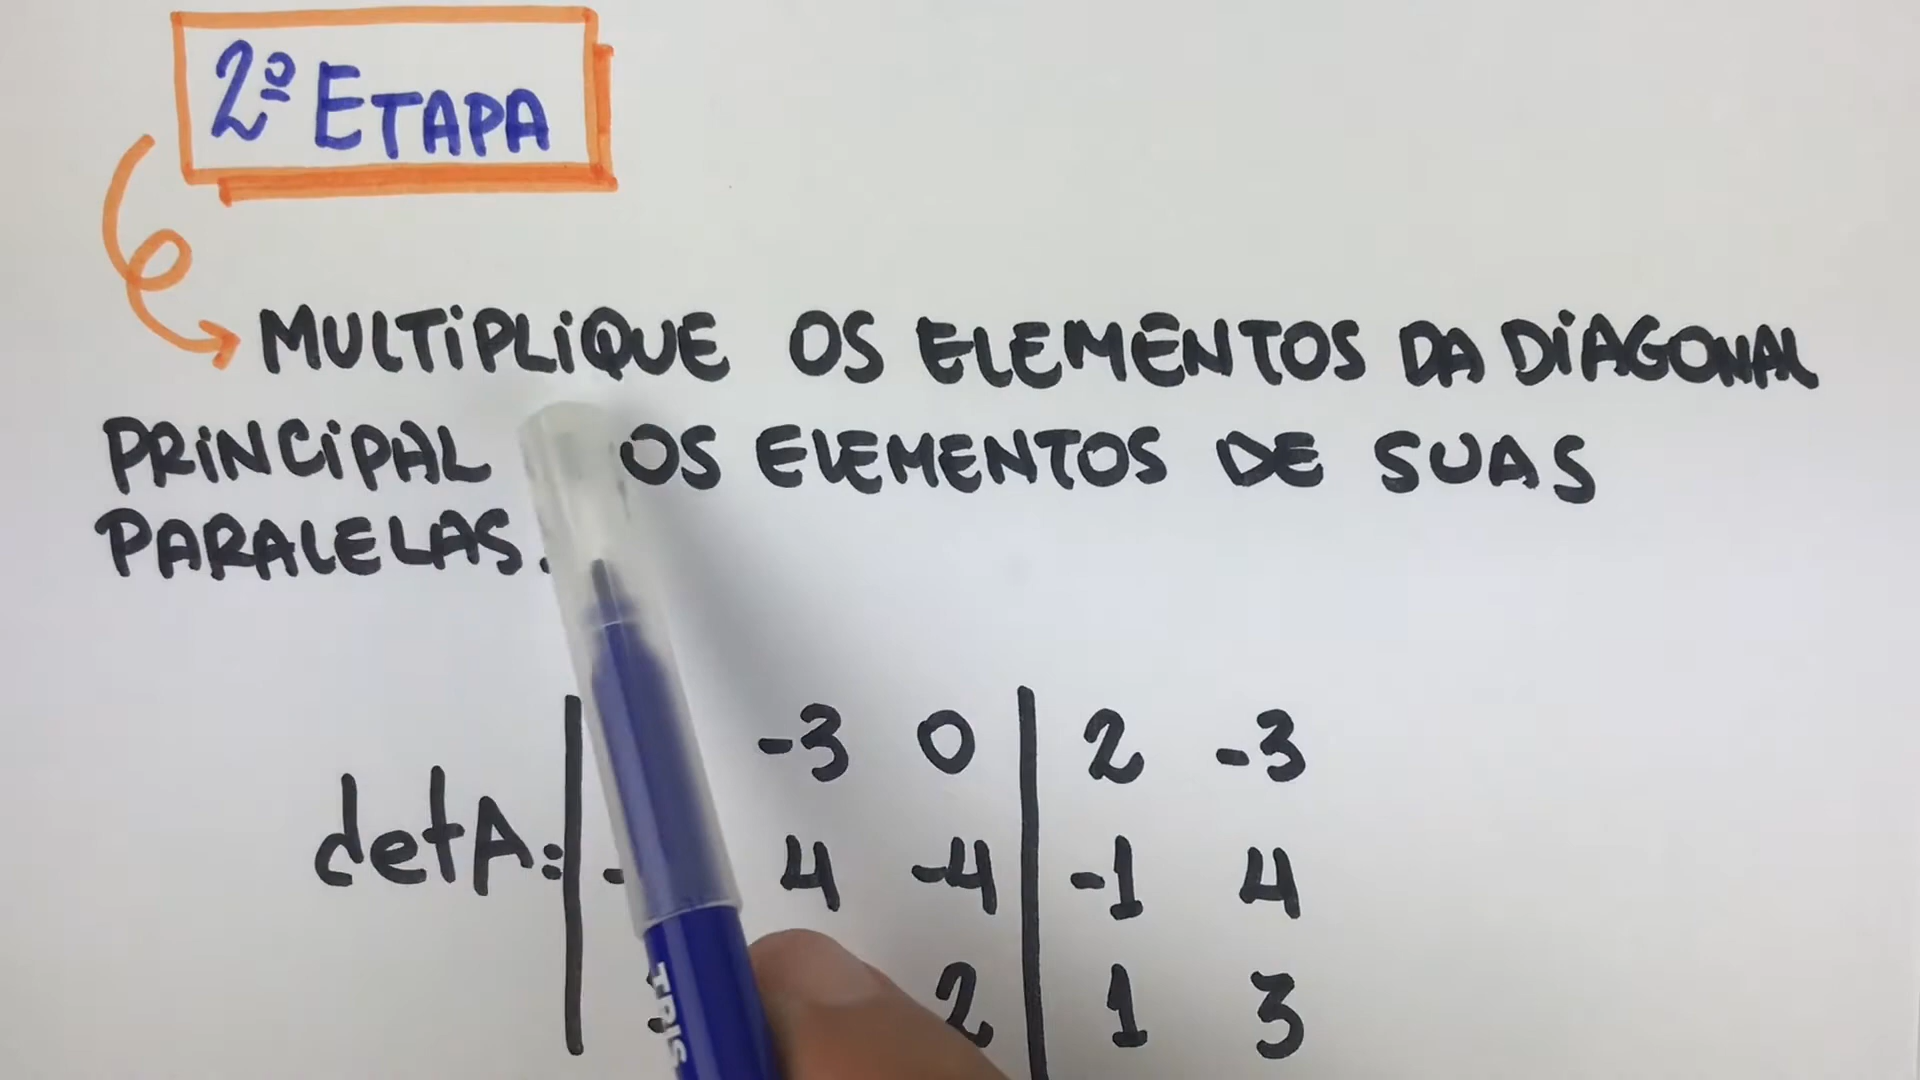 2º ETAPA
MULTIPLIQUE OS ELEMENTOS DA DIAGONAL
PRINCIPAL OS ELEMENTOS DE SUAS
PARALELAS.
-3 0 2 -3
detA: - 4 -4 -1 4
2 1 3
TRIS